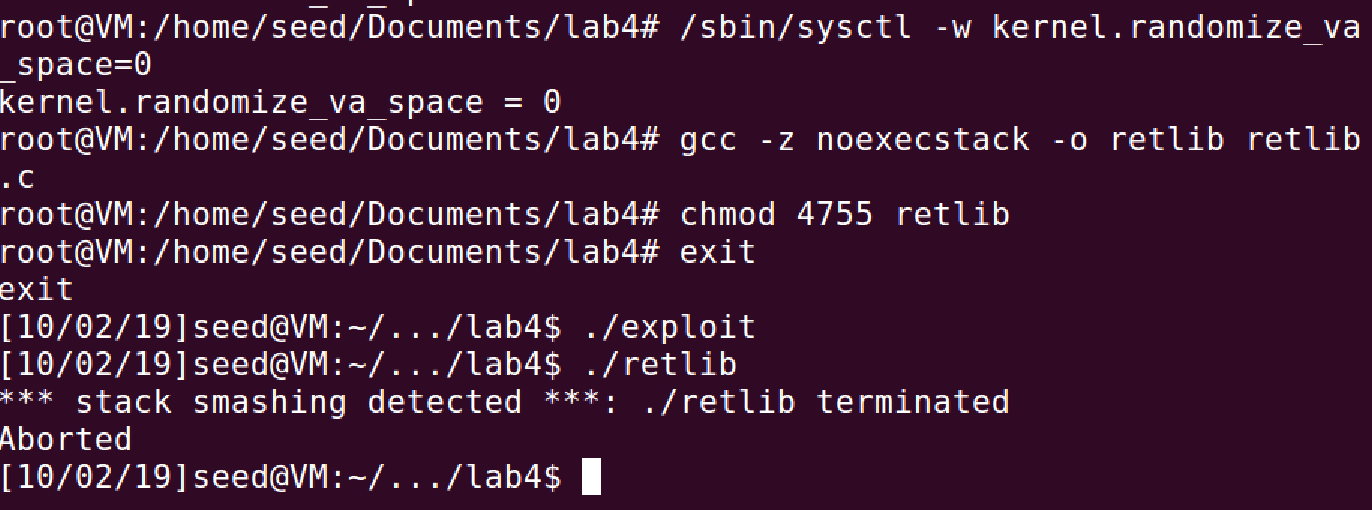 root@VM:/home/seed/Documents/lab4# /sbin/sysctl -w kernel.randomize_va
_space=0
kernel.randomize_va_space = 0
root@VM:/home/seed/Documents/lab4# gcc -z noexecstack -o retlib retlib
.c
root@VM:/home/seed/Documents/lab4# chmod 4755 retlib
root@VM:/home/seed/Documents/lab4# exit
exit
[10/02/19]seed@VM:~/.../lab4$ ./exploit
[10/02/19]seed@VM:~/.../lab4$ ./retlib
*** stack smashing detected ***: ./retlib terminated
Aborted
[10/02/19]seed@VM:~/.../lab4$